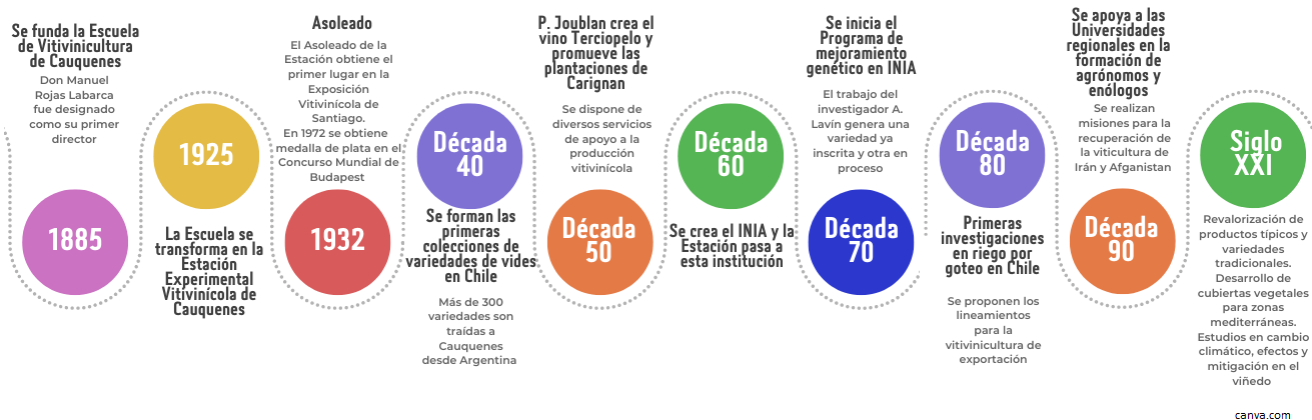 Se funda la Escuela
de Vitivinicultura
de Cauquenes
Don Manuel
Rojas Labarca
fue designado
como su primer
director
1885
1925
La Escuela se
transforma en la
Estación
Experimental
Vitivinícola de
Cauquenes
Asoleado
El Asoleado de la
Estación obtiene el
primer lugar en la
Exposición
Vitivinícola de
Santiago.
En 1972 se obtiene
medalla de plata en el
Concurso Mundial de
Budapest
1932
Década
40
Se forman las
primeras
colecciones de
variedades de vides
en Chile
Más de 300
variedades son
traídas a
Cauquenes
desde Argentina
P. Joublan crea el
vino Terciopelo y
promueve las
plantaciones de
Carignan
Se dispone de
diversos servicios
de apoyo a la
producción
vitivinícola
Década
50
Década
60
Se crea el INIA y la
Estación pasa a
esta institución
Se inicia el
Programa de
mejoramiento
genético en INIA
El trabajo del
investigador A.
Lavín genera una
variedad ya
inscrita y otra en
proceso
Década
70
Década
80
Primeras
investigaciones
en riego por
goteo en Chile
Se proponen los
lineamientos
para la
vitivinicultura de
exportación
Se apoya a las
Universidades
regionales en la
formación de
agrónomos y
enólogos
Se realizan
misiones para la
recuperación de
la viticultura de
Irán y Afganistan
Década
90
Siglo
XXI
Revalorización de
productos típicos y
variedades
tradicionales.
Desarrollo de
cubiertas vegetales
para zonas
mediterráneas.
Estudios en cambio
climático, efectos y
mitigación en el
viñedo
canva.com